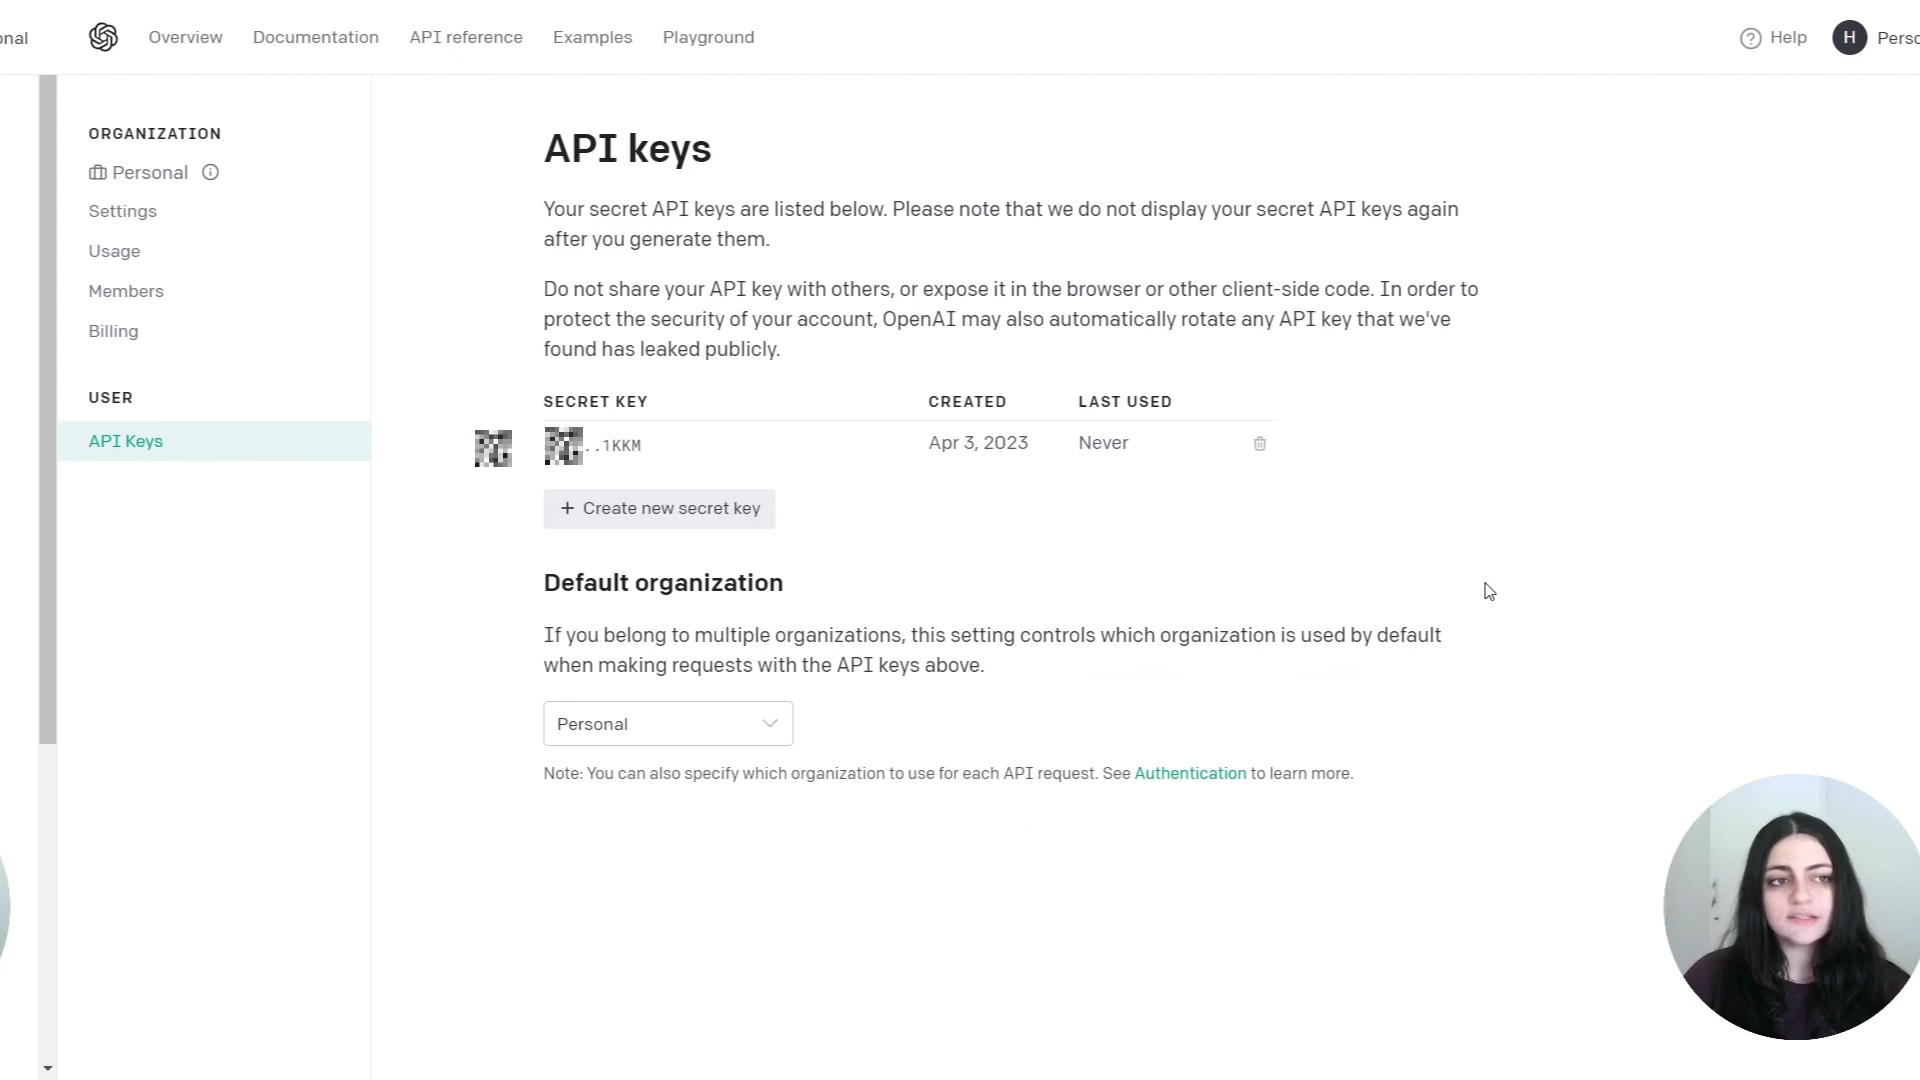 onal
Overview
Documentation
API reference
Examples
Playground
Help
H
Perso
ORGANIZATION
Personal
Settings
Usage
Members
Billing
USER
API Keys
API keys
Your secret API keys are listed below. Please note that we do not display your secret API keys again
after you generate them.
Do not share your API key with others, or expose it in the browser or other client-side code. In order to
protect the security of your account, OpenAI may also automatically rotate any API key that we've
found has leaked publicly.
SECRET KEY CREATED LAST USED
..1KKM Apr 3, 2023 Never
+ Create new secret key
Default organization
If you belong to multiple organizations, this setting controls which organization is used by default
when making requests with the API keys above.
Personal
Note: You can also specify which organization to use for each API request. See Authentication to learn more.